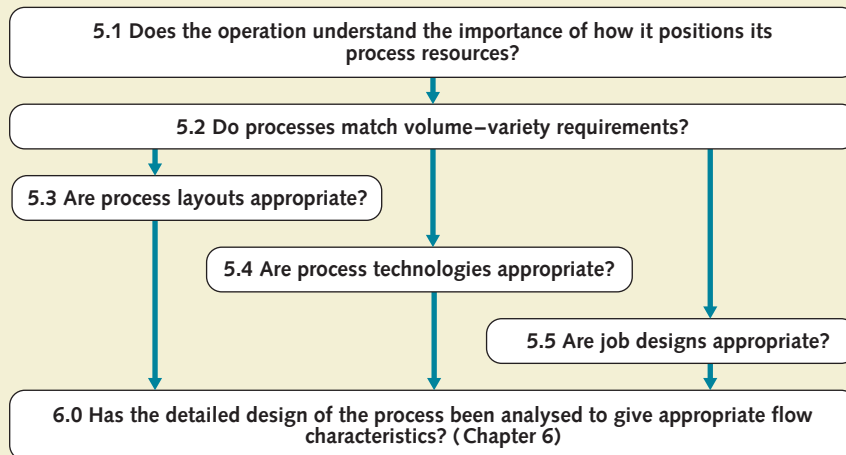 5.1 Does the operation understand the importance of how it positions its
process resources?
5.2 Do processes match volume–variety requirements?
5.3 Are process layouts appropriate?
5.4 Are process technologies appropriate?
5.5 Are job designs appropriate?
6.0 Has the detailed design of the process been analysed to give appropriate flow
characteristics? (Chapter 6)